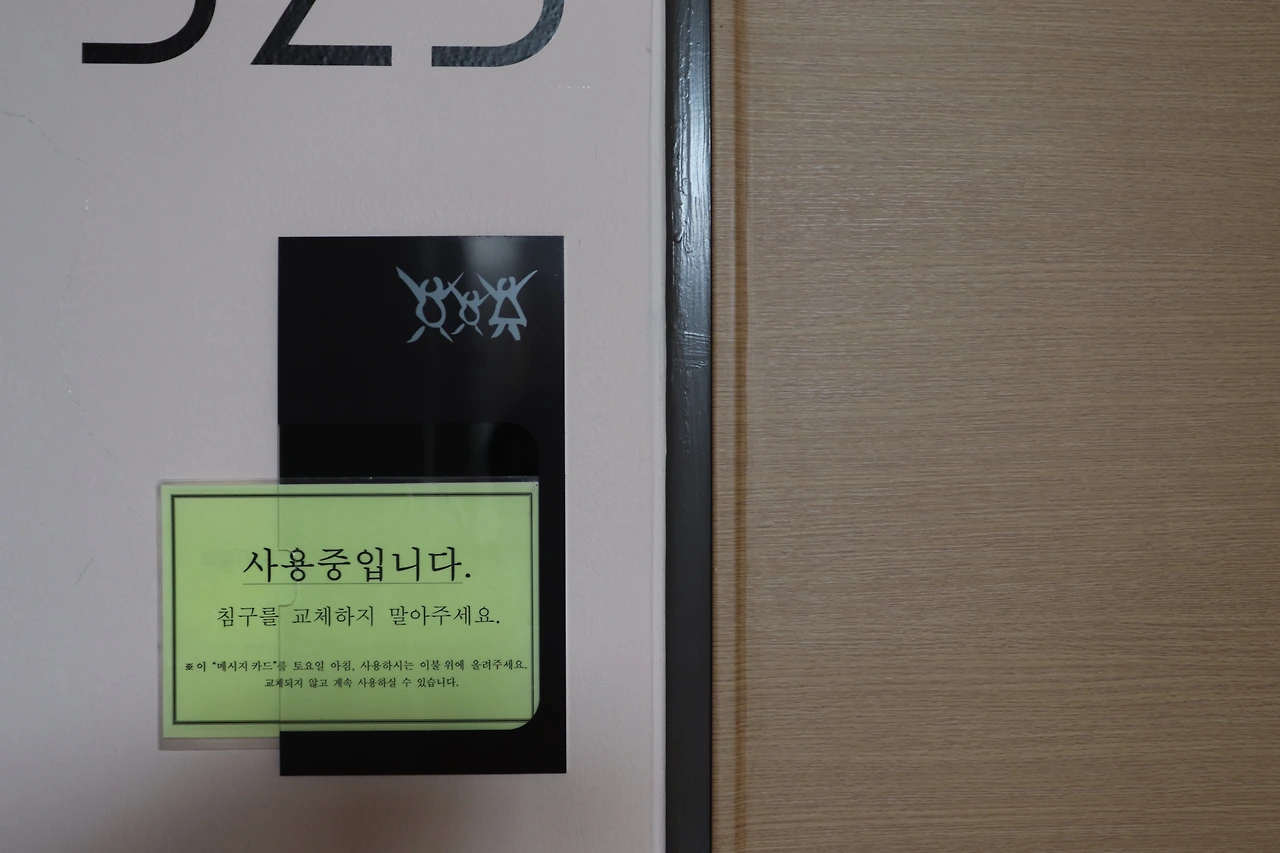 사용중입니다.
침구를 교체하지 말아주세요.
※이 "메시지 카드"를 토요일 아침, 사용하시는 이불 위에 올려주세요.
교체되지 않고 계속 사용하실 수 있습니다.